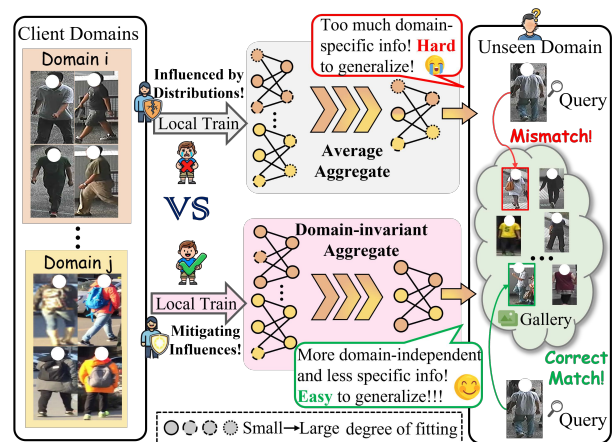 Client Domains
Domain i
Domain j
Influenced by
Distributions!
Local Train
VS
Local Train
Mitigating
Influences!
Average
Aggregate
Too much domain-
specific info! Hard
to generalize!
Domain-invariant
Aggregate
More domain-independent
and less specific info!
Easy to generalize!!!
Small→Large degree of fitting
Unseen Domain
Query
Mismatch!
Gallery
Correct
Match!
Query